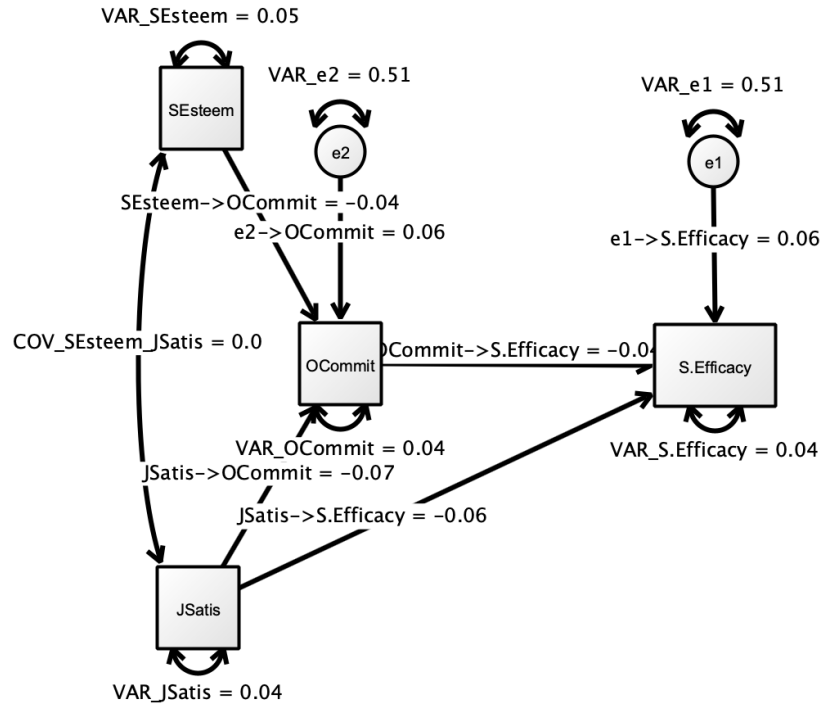 VAR_SEsteem = 0.05
SEsteem
VAR_e2 = 0.51
e2
VAR_e1 = 0.51
e1
SEsteem->OCommit = -0.04
e2->OCommit = 0.06
e1->S.Efficacy = 0.06
COV_SEsteem_JSatis = 0.0
OCommit->S.Efficacy = -0.04
OCommit
S.Efficacy
VAR_OCommit = 0.04
VAR_S.Efficacy = 0.04
JSatis->OCommit = -0.07
JSatis->S.Efficacy = -0.06
JSatis
VAR_JSatis = 0.04